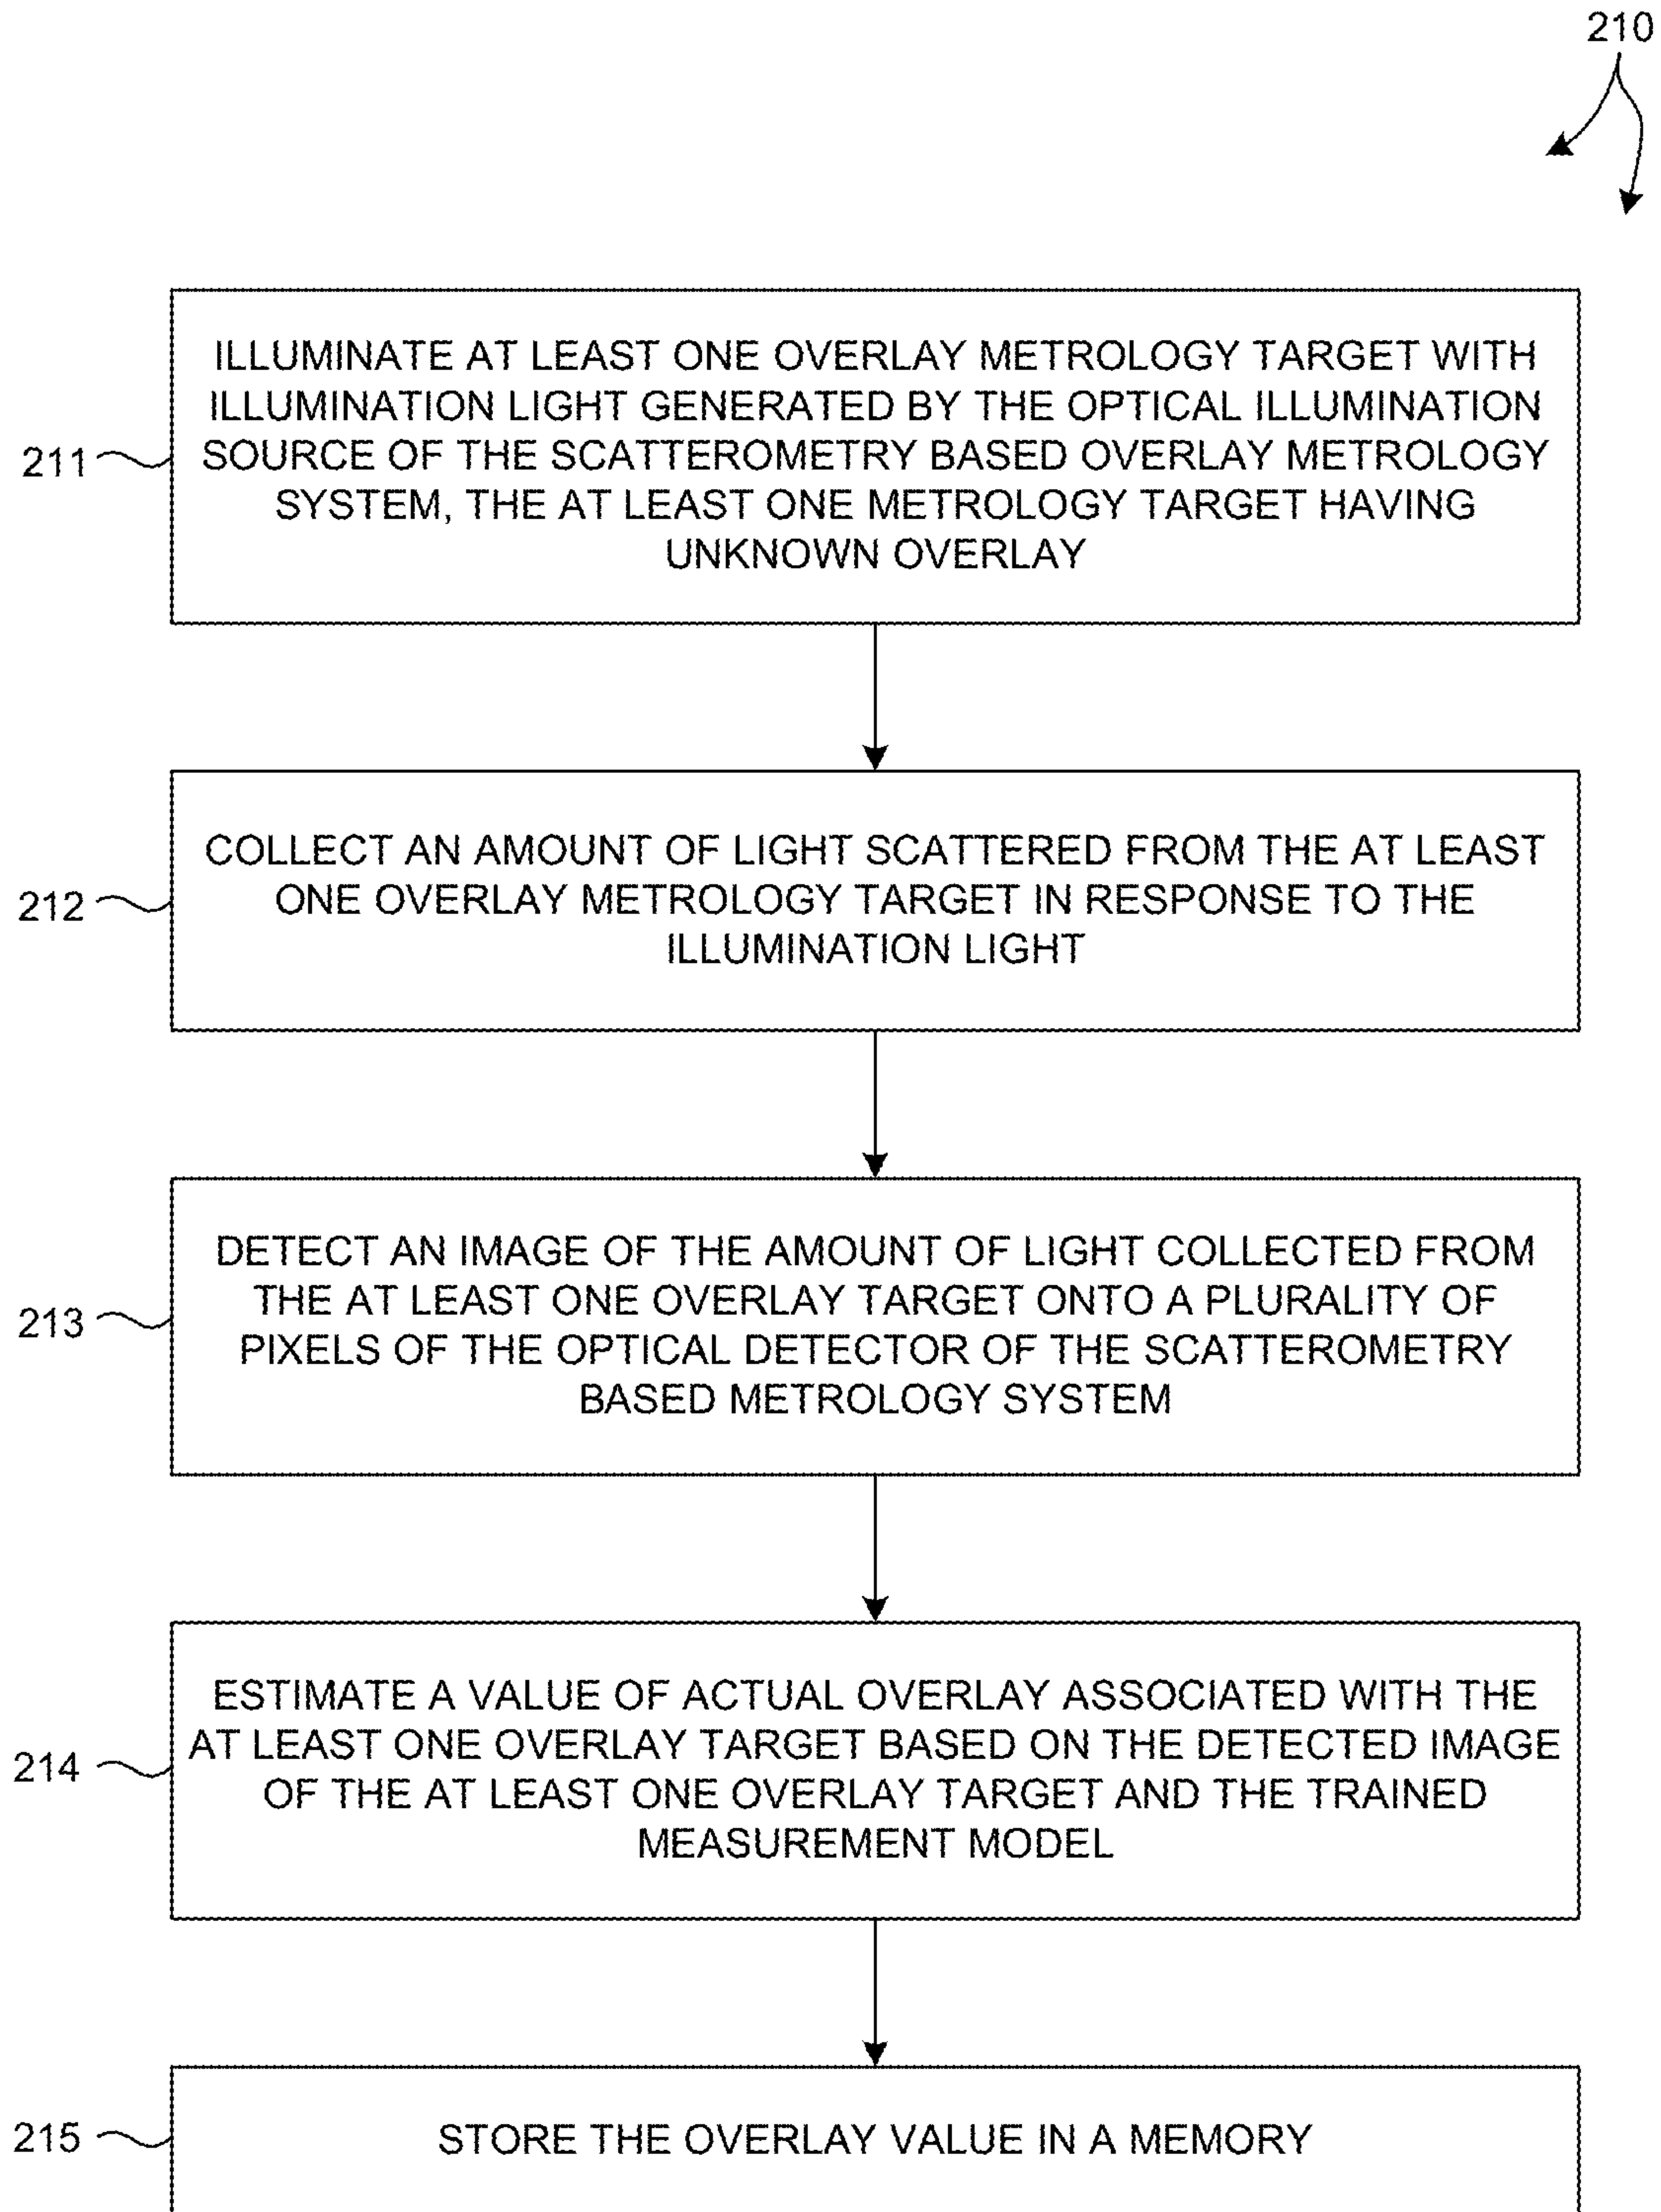 210
ILLUMINATE AT LEAST ONE OVERLAY METROLOGY TARGET WITH
ILLUMINATION LIGHT GENERATED BY THE OPTICAL ILLUMINATION
211
SOURCE OF THE SCATTEROMETRY BASED OVERLAY METROLOGY
SYSTEM, THE AT LEAST ONE METROLOGY TARGET HAVING
UNKNOWN OVERLAY
COLLECT AN AMOUNT OF LIGHT SCATTERED FROM THE AT LEAST
212
ONE OVERLAY METROLOGY TARGET IN RESPONSE TO THE
ILLUMINATION LIGHT
DETECT AN IMAGE OF THE AMOUNT OF LIGHT COLLECTED FROM
THE AT LEAST ONE OVERLAY TARGET ONTO A PLURALITY OF
213
PIXELS OF THE OPTICAL DETECTOR OF THE SCATTEROMETRY
BASED METROLOGY SYSTEM
ESTIMATE A VALUE OF ACTUAL OVERLAY ASSOCIATED WITH THE
AT LEAST ONE OVERLAY TARGET BASED ON THE DETECTED IMAGE
214
OF THE AT LEAST ONE OVERLAY TARGET AND THE TRAINED
MEASUREMENT MODEL
215
STORE THE OVERLAY VALUE IN A MEMORY